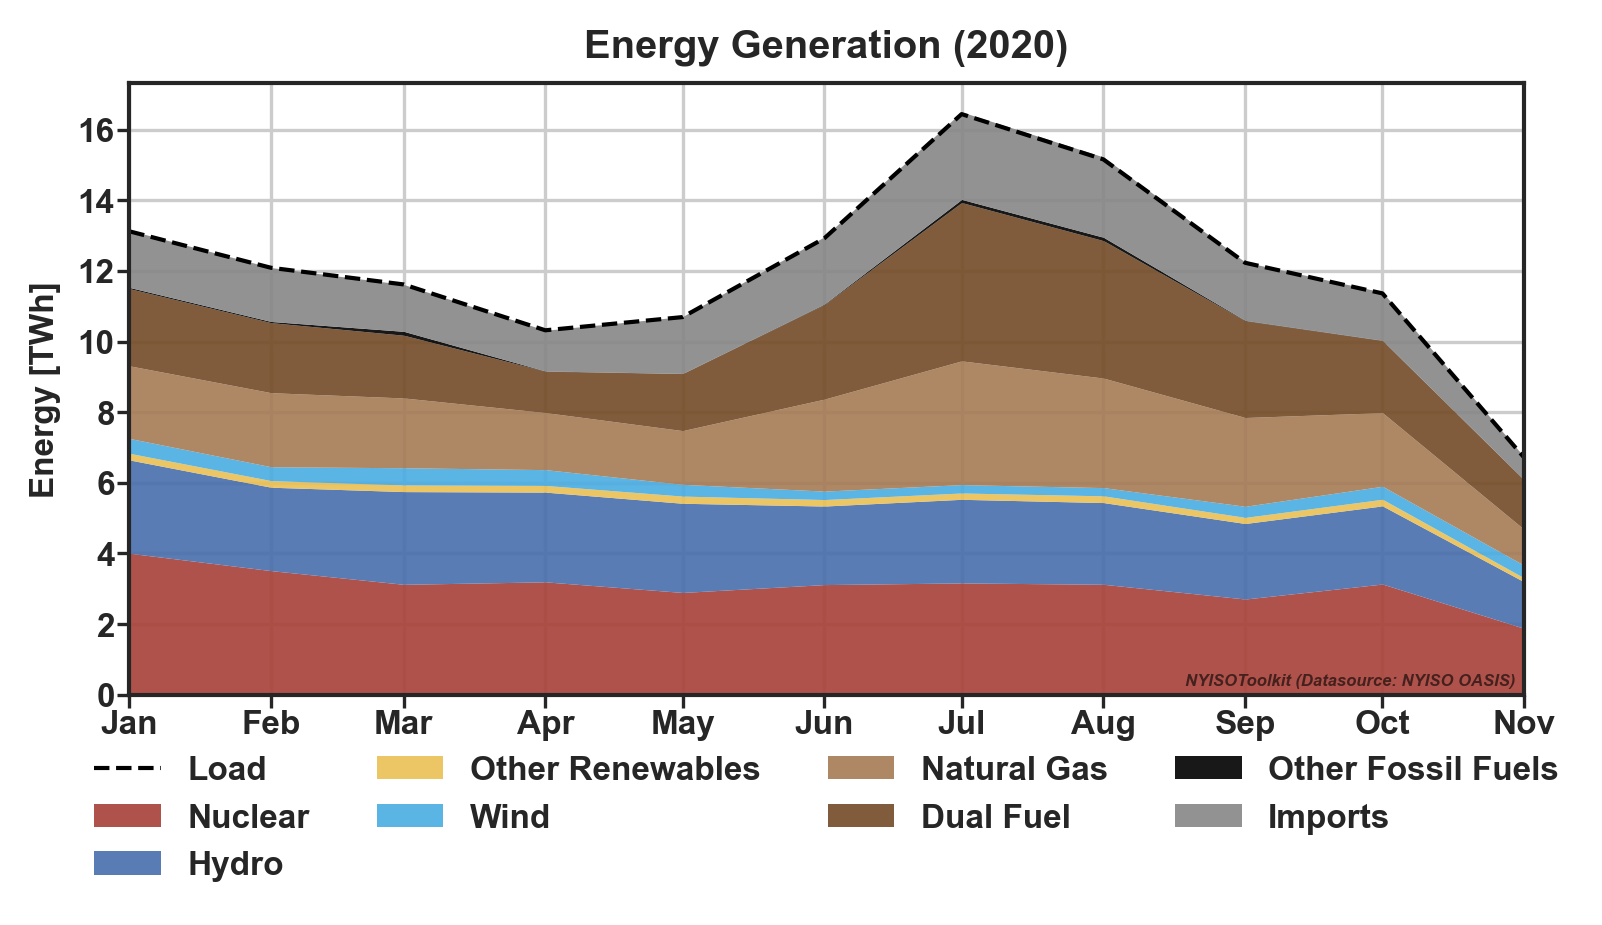 Energy Generation (2020)
Energy [TWh]
16
14
12
10
8
6
4
2
0
NYISOToolkit (Datasource: NYISO OASIS)
Jan Feb Mar Apr May Jun Jul Aug Sep Oct Nov
Load Other Renewables Natural Gas Other Fossil Fuels
Nuclear Wind Dual Fuel Imports
Hydro